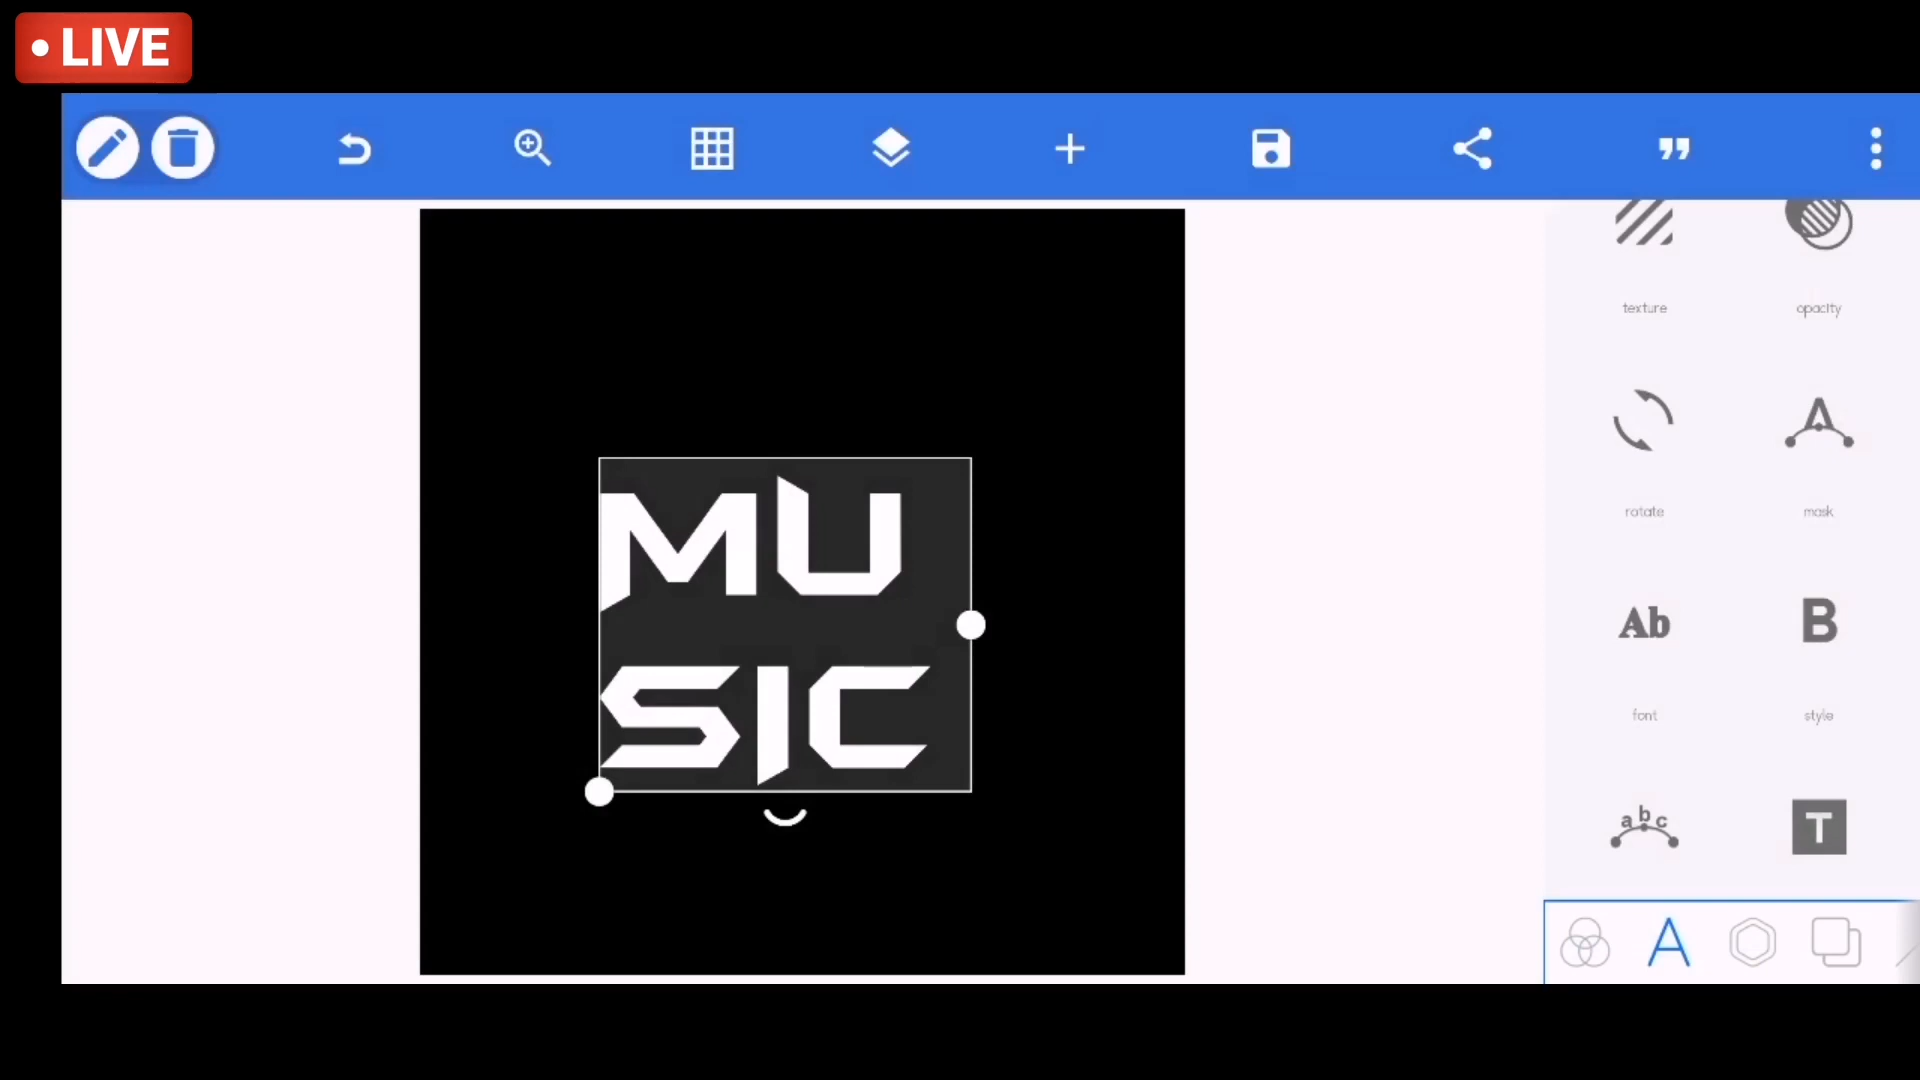 LIVE
texture
opacity
rotate
mask
MU
SIC
Ab
B
font
style
abc
T
A